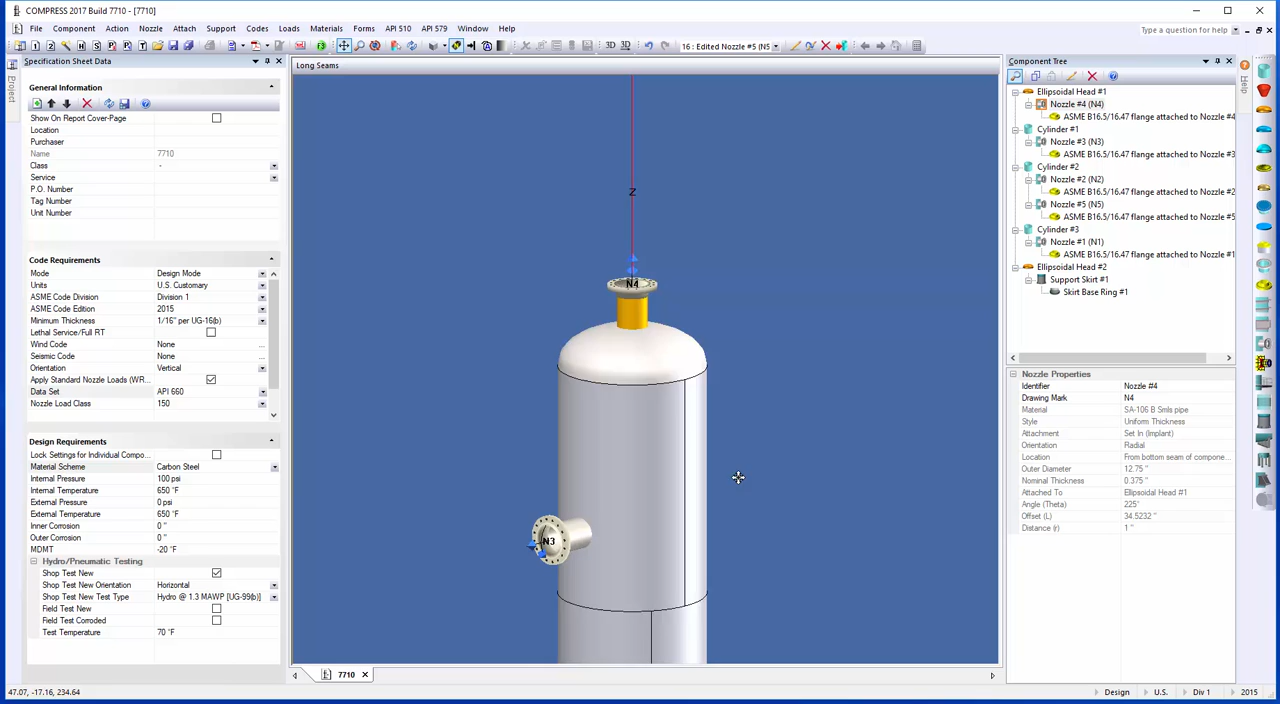 COMPRESS 2017 Build 7710 - [7710]
File Component Action Nozzle Attach Support Codes Loads Materials Forms API 510 API 579 Window Help
Type a question for help
3D 3D 16 : Edited Nozzle #5 (N5
Specification Sheet Data
General Information
Show On Report Cover-Page
Location
Purchaser
Name 7710
Class -
Service
P.O. Number
Tag Number
Unit Number
Code Requirements
Mode Design Mode
Units U.S. Customary
ASME Code Division Division 1
ASME Code Edition 2015
Minimum Thickness 1/16" per UG-16(b)
Lethal Service/Full RT
Wind Code None ...
Seismic Code None ...
Orientation Vertical
Apply Standard Nozzle Loads (WR...
Data Set API 660
Nozzle Load Class 150
Design Requirements
Lock Settings for Individual Compo...
Material Scheme Carbon Steel
Internal Pressure 100 psi
Internal Temperature 650 °F
External Pressure 0 psi
External Temperature 650 °F
Inner Corrosion 0 "
Outer Corrosion 0 "
MDMT -20 °F
Hydro/Pneumatic Testing
Shop Test New
Shop Test New Orientation Horizontal
Shop Test New Test Type Hydro @ 1.3 MAWP [UG-99(b)]
Field Test New
Field Test Corroded
Test Temperature 70 °F
Project
Long Seams
Z
N4
N3
7710
Component Tree
Ellipsoidal Head #1
Nozzle #4 (N4)
ASME B16.5/16.47 flange attached to Nozzle #4
Cylinder #1
Nozzle #3 (N3)
ASME B16.5/16.47 flange attached to Nozzle #3
Cylinder #2
Nozzle #2 (N2)
ASME B16.5/16.47 flange attached to Nozzle #2
Nozzle #5 (N5)
ASME B16.5/16.47 flange attached to Nozzle #5
Cylinder #3
Nozzle #1 (N1)
ASME B16.5/16.47 flange attached to Nozzle #1
Ellipsoidal Head #2
Support Skirt #1
Skirt Base Ring #1
Nozzle Properties
Identifier Nozzle #4
Drawing Mark N4
Material SA-106 B Smls pipe
Style Uniform Thickness
Attachment Set In (Implant)
Orientation Radial
Location From bottom seam of compone...
Outer Diameter 12.75 "
Nominal Thickness 0.375 "
Attached To Ellipsoidal Head #1
Angle (Theta) 225°
Offset (L) 34.5232 "
Distance (r) 1 "
Help
47.07, -17.16, 234.64
Design U.S. Div 1 2015